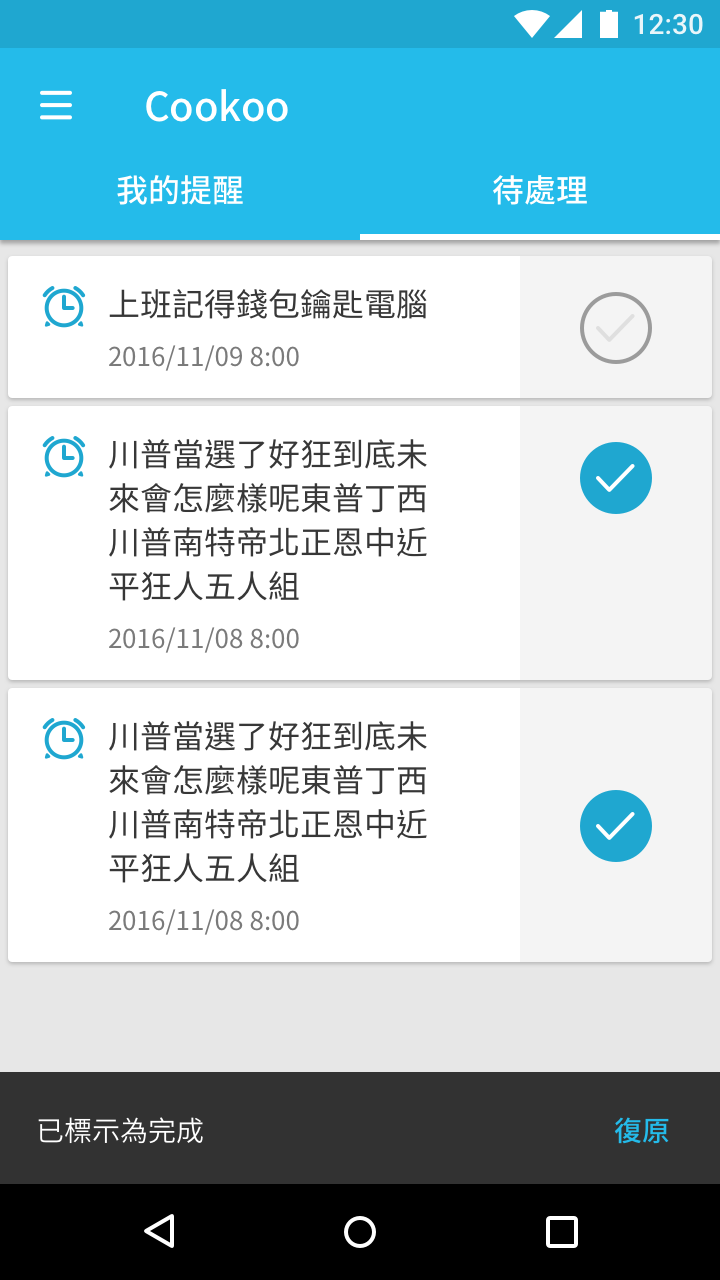 12:30
Cookoo
我的提醒
待處理
上班記得錢包鑰匙電腦
2016/11/09 8:00
川普當選了好狂到底未
來會怎麼樣呢東普丁西
川普南特帝北正恩中近
平狂人五人組
2016/11/08 8:00
川普當選了好狂到底未
來會怎麼樣呢東普丁西
川普南特帝北正恩中近
平狂人五人組
2016/11/08 8:00
已標示為完成
復原